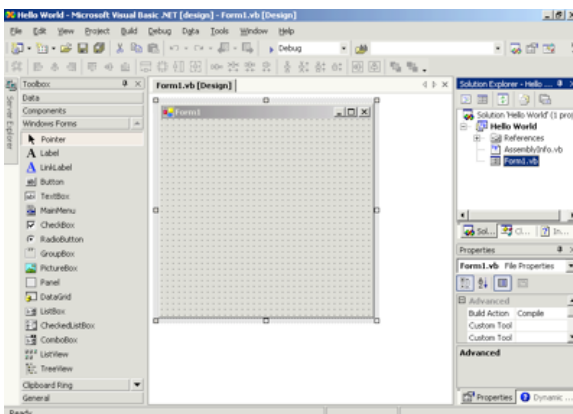 Hello World - Microsoft Visual Basic .NET [design] - Form1.vb [Design]
File Edit View Project Build Debug Data Tools Window Help
Debug
Toolbox
Server Explorer
Data
Components
Windows Forms
Pointer
Label
LinkLabel
Button
TextBox
MainMenu
CheckBox
RadioButton
GroupBox
PictureBox
Panel
DataGrid
ListBox
CheckedListBox
ComboBox
ListView
TreeView
Clipboard Ring
General
Form1.vb [Design]
Form1
Solution Explorer - Hello ...
Solution 'Hello World' (1 proj
Hello World
References
AssemblyInfo.vb
Form1.vb
Sol... Cl... In...
Properties
Form1.vb File Properties
Advanced
Build Action Compile
Custom Tool
Custom Tool
Advanced
Properties Dynamic ...
Ready